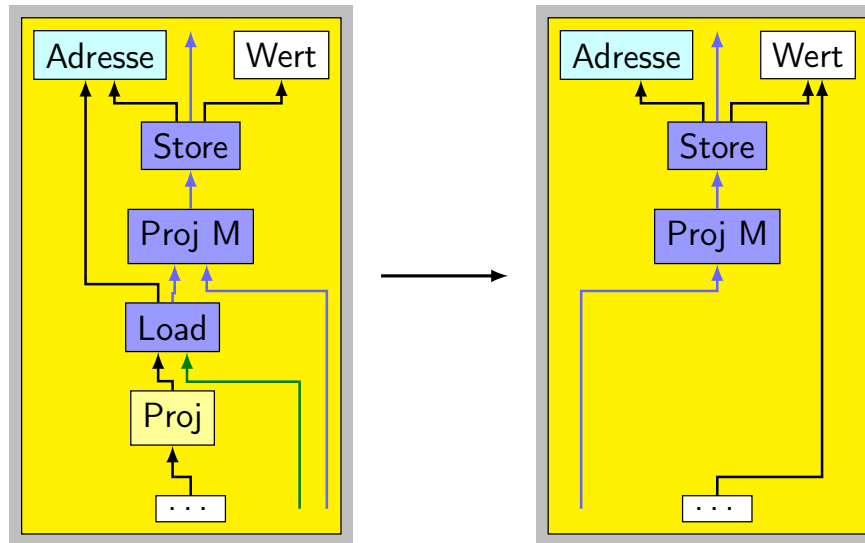 Adresse
Wert
Store
Proj M
Load
Proj
...
Adresse
Wert
Store
Proj M
...